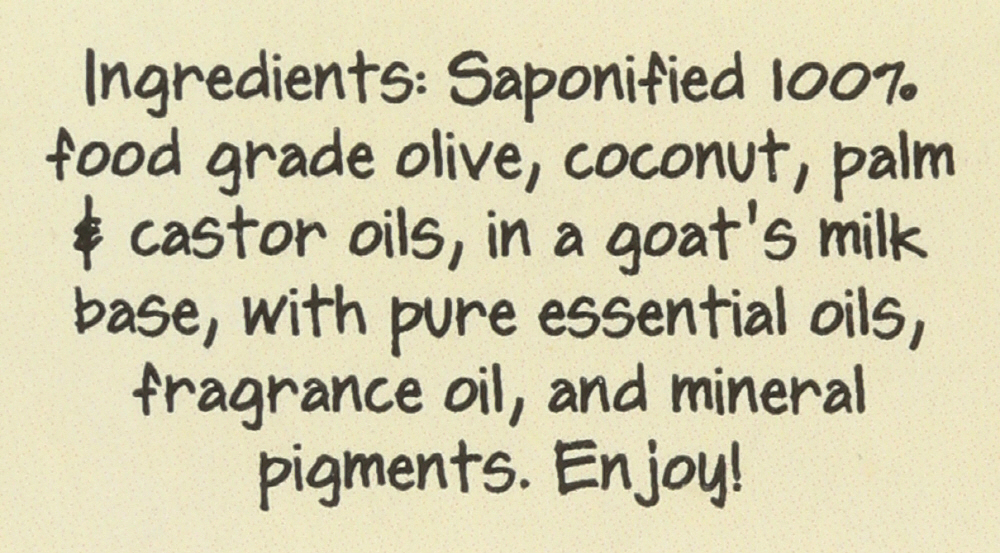 Ingredients: Saponified 100%
food grade olive, coconut, palm
& castor oils, in a goat's milk
base, with pure essential oils,
fragrance oil, and mineral
pigments. Enjoy!